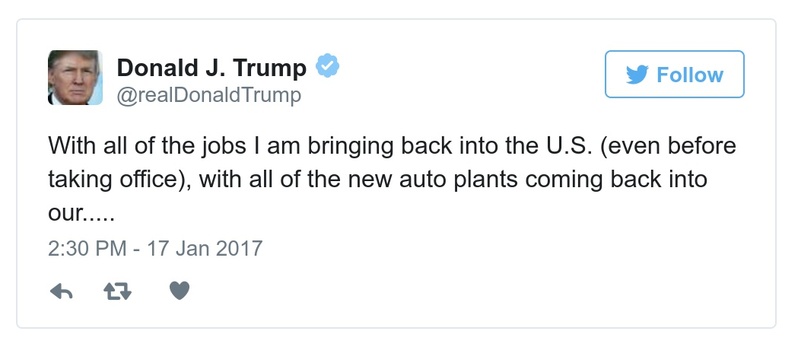 Donald J. Trump
@realDonaldTrump
Follow
With all of the jobs I am bringing back into the U.S. (even before
taking office), with all of the new auto plants coming back into
our.....
2:30 PM - 17 Jan 2017